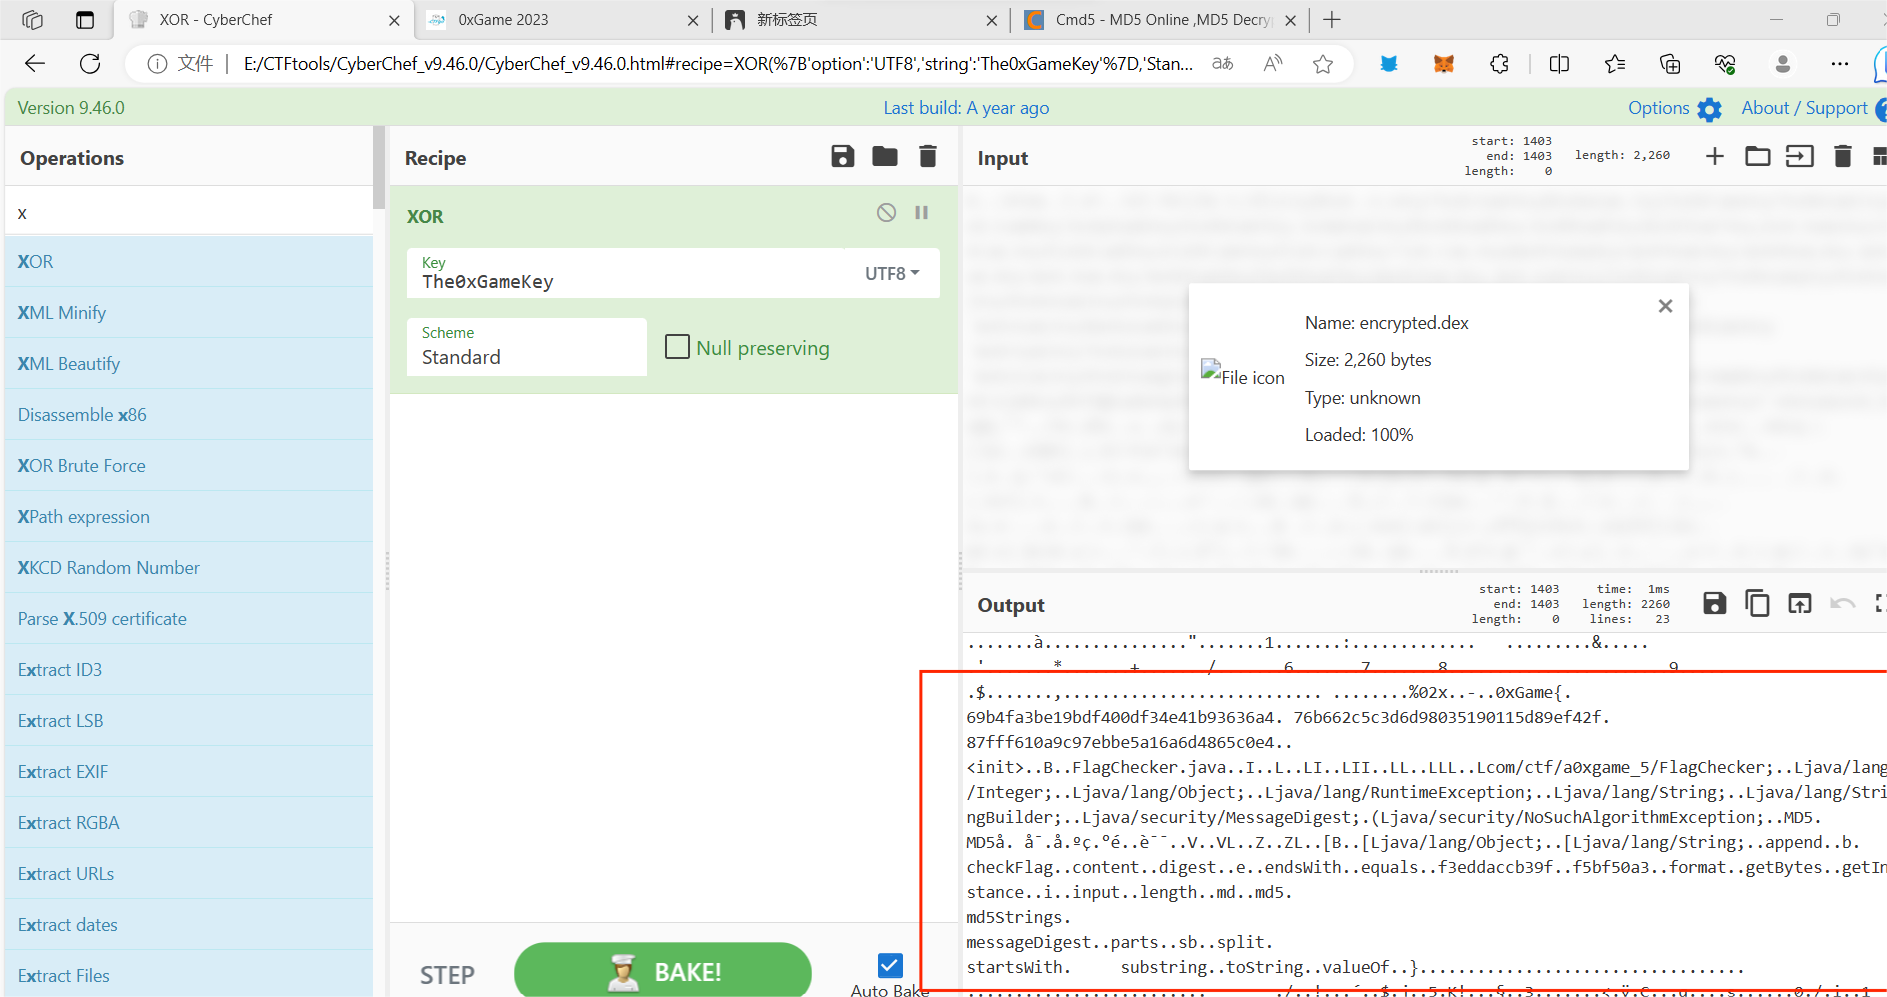 XOR - CyberChef
0xGame 2023
新标签页
Cmd5 - MD5 Online ,MD5 Decry
文件
E:/CTFtools/CyberChef_v9.46.0/CyberChef_v9.46.0.html#recipe=XOR(%7B'option':'UTF8','string':'The0xGameKey'%7D,'Stan...
Version 9.46.0
Last build: A year ago
Options
About / Support
Operations
x
XOR
XML Minify
XML Beautify
Disassemble x86
XOR Brute Force
XPath expression
XKCD Random Number
Parse X.509 certificate
Extract ID3
Extract LSB
Extract EXIF
Extract RGBA
Extract URLs
Extract dates
Extract Files
Recipe
XOR
Key
The0xGameKey
UTF8
Scheme
Standard
Null preserving
STEP
BAKE!
Auto Bake
Input
start: 1403
end: 1403
length: 0
length: 2,260
File icon
Name: encrypted.dex
Size: 2,260 bytes
Type: unknown
Loaded: 100%
Output
start: 1403
end: 1403
length: 0
time: 1ms
length: 2260
lines: 23
.......à...............".......1.......:............. .........&.....
' * + / 6 7 8 9
.$.......,........................... ........%02x..-..0xGame{.
69b4fa3be19bdf400df34e41b93636a4. 76b662c5c3d6d98035190115d89ef42f.
87fff610a9c97ebbe5a16a6d4865c0e4..
<init>..B..FlagChecker.java..I..L..LI..LII..LL..LLL..Lcom/ctf/a0xgame_5/FlagChecker;..Ljava/lang
/Integer;..Ljava/lang/Object;..Ljava/lang/RuntimeException;..Ljava/lang/String;..Ljava/lang/Stri
ngBuilder;..Ljava/security/MessageDigest;.(Ljava/security/NoSuchAlgorithmException;..MD5.
MD5å. å¯.å.ºç.ºé..è¯¯..V..VL..Z..ZL..[B..[Ljava/lang/Object;..[Ljava/lang/String;..append..b.
checkFlag..content..digest..e..endsWith..equals..f3eddaccb39f..f5bf50a3..format..getBytes..getIn
stance..i..input..length..md..md5.
md5Strings.
messageDigest..parts..sb..split.
startsWith. substring..toString..valueOf..}.................................